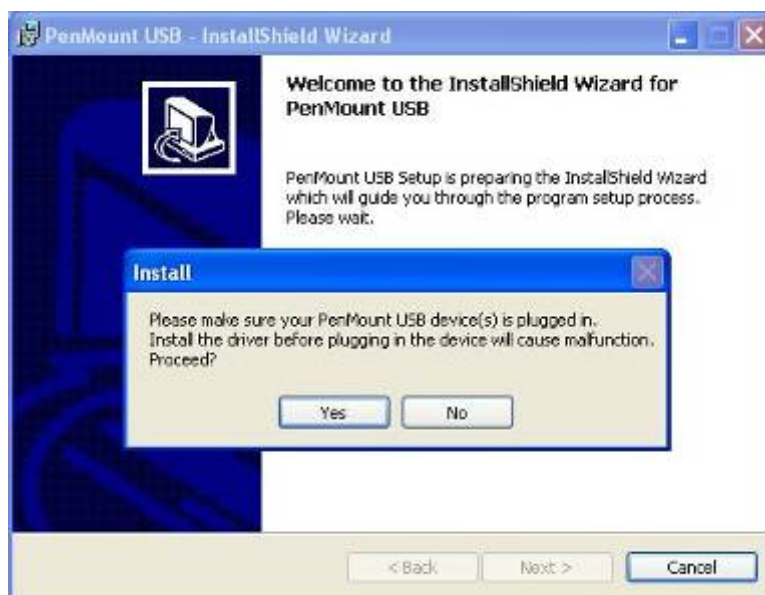 PenMount USB - InstallShield Wizard
Welcome to the InstallShield Wizard for
PenMount USB
PenMount USB Setup is preparing the InstallShield Wizard
which will guide you through the program setup process.
Please wait.
Install
Please make sure your PenMount USB device(s) is plugged in.
Install the driver before plugging in the device will cause malfunction.
Proceed?
Yes
No
< Back
Next >
Cancel